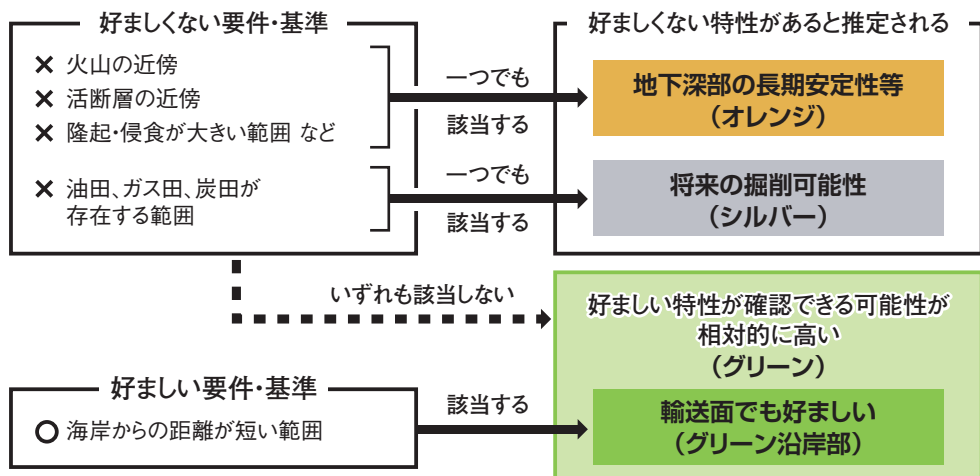 好ましくない要件・基準
× 火山の近傍
× 活断層の近傍
× 隆起・侵食が大きい範囲 など
× 油田、ガス田、炭田が
存在する範囲
一つでも
該当する
一つでも
該当する
好ましくない特性があると推定される
地下深部の長期安定性等
（オレンジ）
将来の掘削可能性
（シルバー）
いずれも該当しない
好ましい特性が確認できる可能性が
相対的に高い
（グリーン）
好ましい要件・基準
○ 海岸からの距離が短い範囲
該当する
輸送面でも好ましい
（グリーン沿岸部）